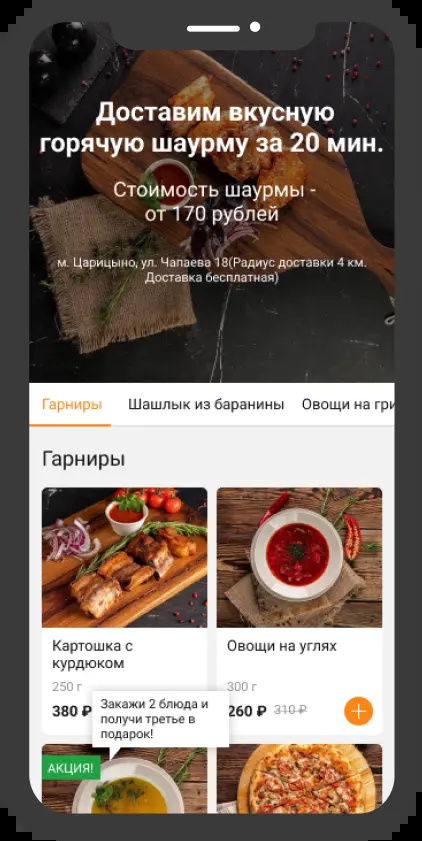 Доставим вкусную
горячую шаурму за 20 мин.
Стоимость шаурмы -
от 170 рублей
м. Царицыно, ул. Чапаева 18(Радиус доставки 4 км.
Доставка бесплатная)
Гарниры Шашлык из баранины Овощи на гри
Гарниры
Картошка с
курдюком
250 г
380 ₽
Овощи на углях
300 г
260 ₽ 310 ₽
Закажи 2 блюда и
получи третье в
подарок!
АКЦИЯ!